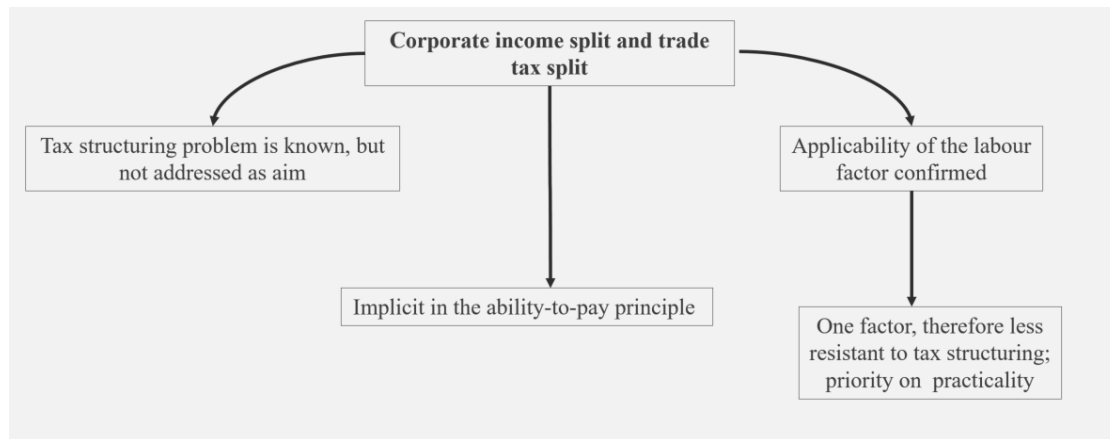 Corporate income split and trade
tax split
Tax structuring problem is known, but
not addressed as aim
Applicability of the labour
factor confirmed
Implicit in the ability-to-pay principle
One factor, therefore less
resistant to tax structuring;
priority on practicality